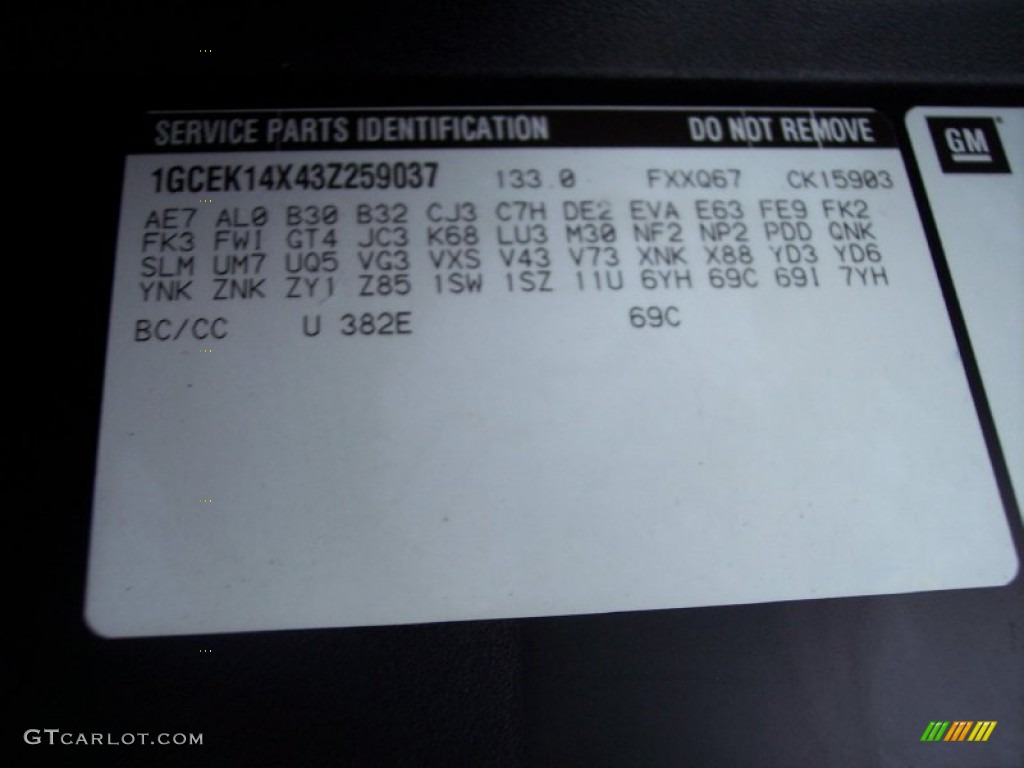 SERVICE PARTS IDENTIFICATION DO NOT REMOVE
GM
1GCEK14X43Z259037 133.0 FXXQ67 CK15903
AE7 AL0 B30 B32 CJ3 C7H DE2 EVA E63 FE9 FK2
FK3 FWI GT4 JC3 K68 LU3 M30 NF2 NP2 PDD QNK
SLM UM7 UQ5 VG3 VXS V43 V73 XNK X88 YD3 YD6
YNK ZNK ZY1 Z85 1SW 1SZ 11U 6YH 69C 69I 7YH
BC/CC U 382E 69C
GTCARLOT.COM